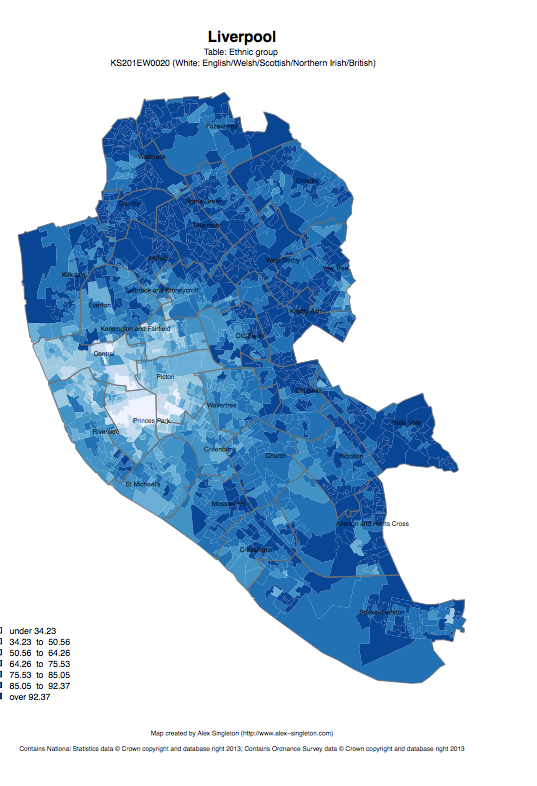 Liverpool
Table: Ethnic group
KS201EW0020 (White: English/Welsh/Scottish/Northern Irish/British)
Fazakerley
Warbreck
Croxteth
County
Norris Green
Clubmoor
Anfield
West Derby
Yew Tree
Kirkdale
Tuebrook and Stoneycroft
Everton
Knotty Ash
Kensington and Fairfield
Old Swan
Central
Picton
Childwall
Wavertree
Princes Park
Belle Vale
Riverside
Greenbank
Church
Woolton
St Michael's
Mossley Hill
Allerton and Hunts Cross
Cressington
Speke-Garston
under 34.23
34.23 to 50.56
50.56 to 64.26
64.26 to 75.53
75.53 to 85.05
85.05 to 92.37
over 92.37
Map created by Alex Singleton (http://www.alex-singleton.com)
Contains National Statistics data © Crown copyright and database right 2013; Contains Ordnance Survey data © Crown copyright and database right 2013